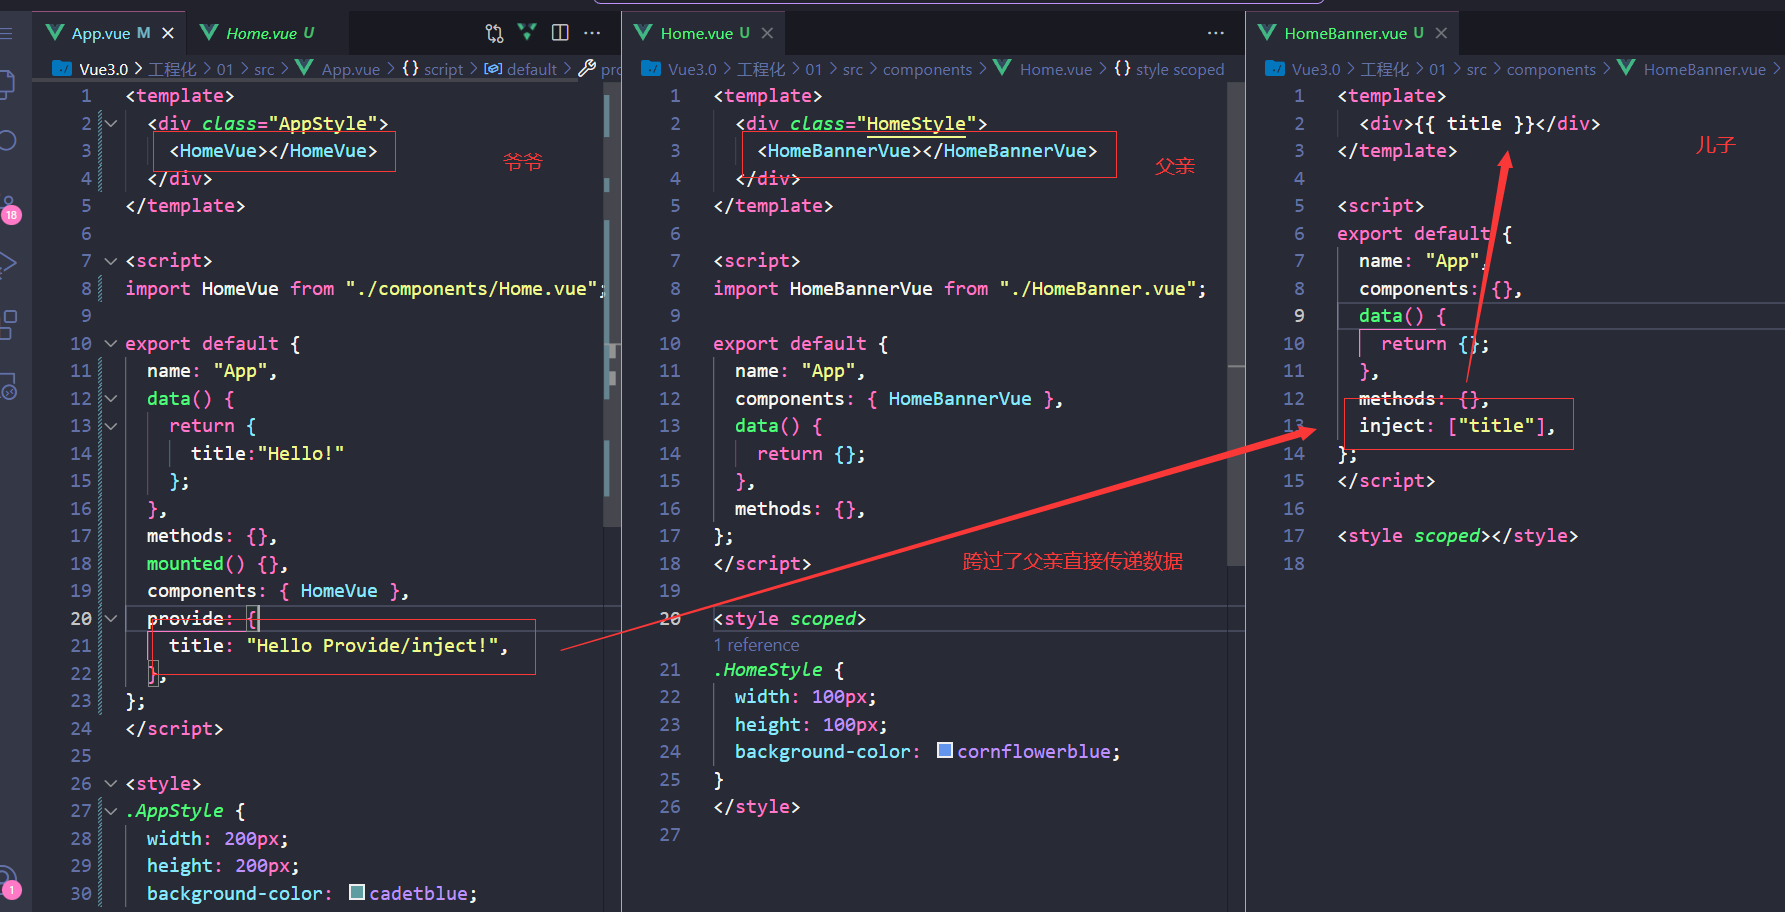 App.vue M
Home.vue U
Vue3.0 > 工程化 > 01 > src > App.vue > {} script > default >
1 <template>
2 <div class="AppStyle">
3 <HomeVue></HomeVue>
4 </div>
5 </template>
6
7 <script>
8 import HomeVue from "./components/Home.vue";
9
10 export default {
11 name: "App",
12 data() {
13 return {
14 title:"Hello!"
15 };
16 },
17 methods: {},
18 mounted() {},
19 components: { HomeVue },
20 provide: {
21 title: "Hello Provide/inject!",
22 },
23 };
24 </script>
25
26 <style>
27 .AppStyle {
28 width: 200px;
29 height: 200px;
30 background-color: cadetblue;
爷爷
18
1
Home.vue U
Vue3.0 > 工程化 > 01 > src > components > Home.vue > {} style scoped
1 <template>
2 <div class="HomeStyle">
3 <HomeBannerVue></HomeBannerVue>
4 </div>
5 </template>
6
7 <script>
8 import HomeBannerVue from "./HomeBanner.vue";
9
10 export default {
11 name: "App",
12 components: { HomeBannerVue },
13 data() {
14 return {};
15 },
16 methods: {},
17 };
18 </script>
19
20 <style scoped>
1 reference
21 .HomeStyle {
22 width: 100px;
23 height: 100px;
24 background-color: cornflowerblue;
25 }
26 </style>
27
父亲
跨过了父亲直接传递数据
HomeBanner.vue U
Vue3.0 > 工程化 > 01 > src > components > HomeBanner.vue >
1 <template>
2 <div>{{ title }}</div>
3 </template>
4
5 <script>
6 export default {
7 name: "App",
8 components: {},
9 data() {
10 return {};
11 },
12 methods: {},
13 inject: ["title"],
14 };
15 </script>
16
17 <style scoped></style>
18
儿子